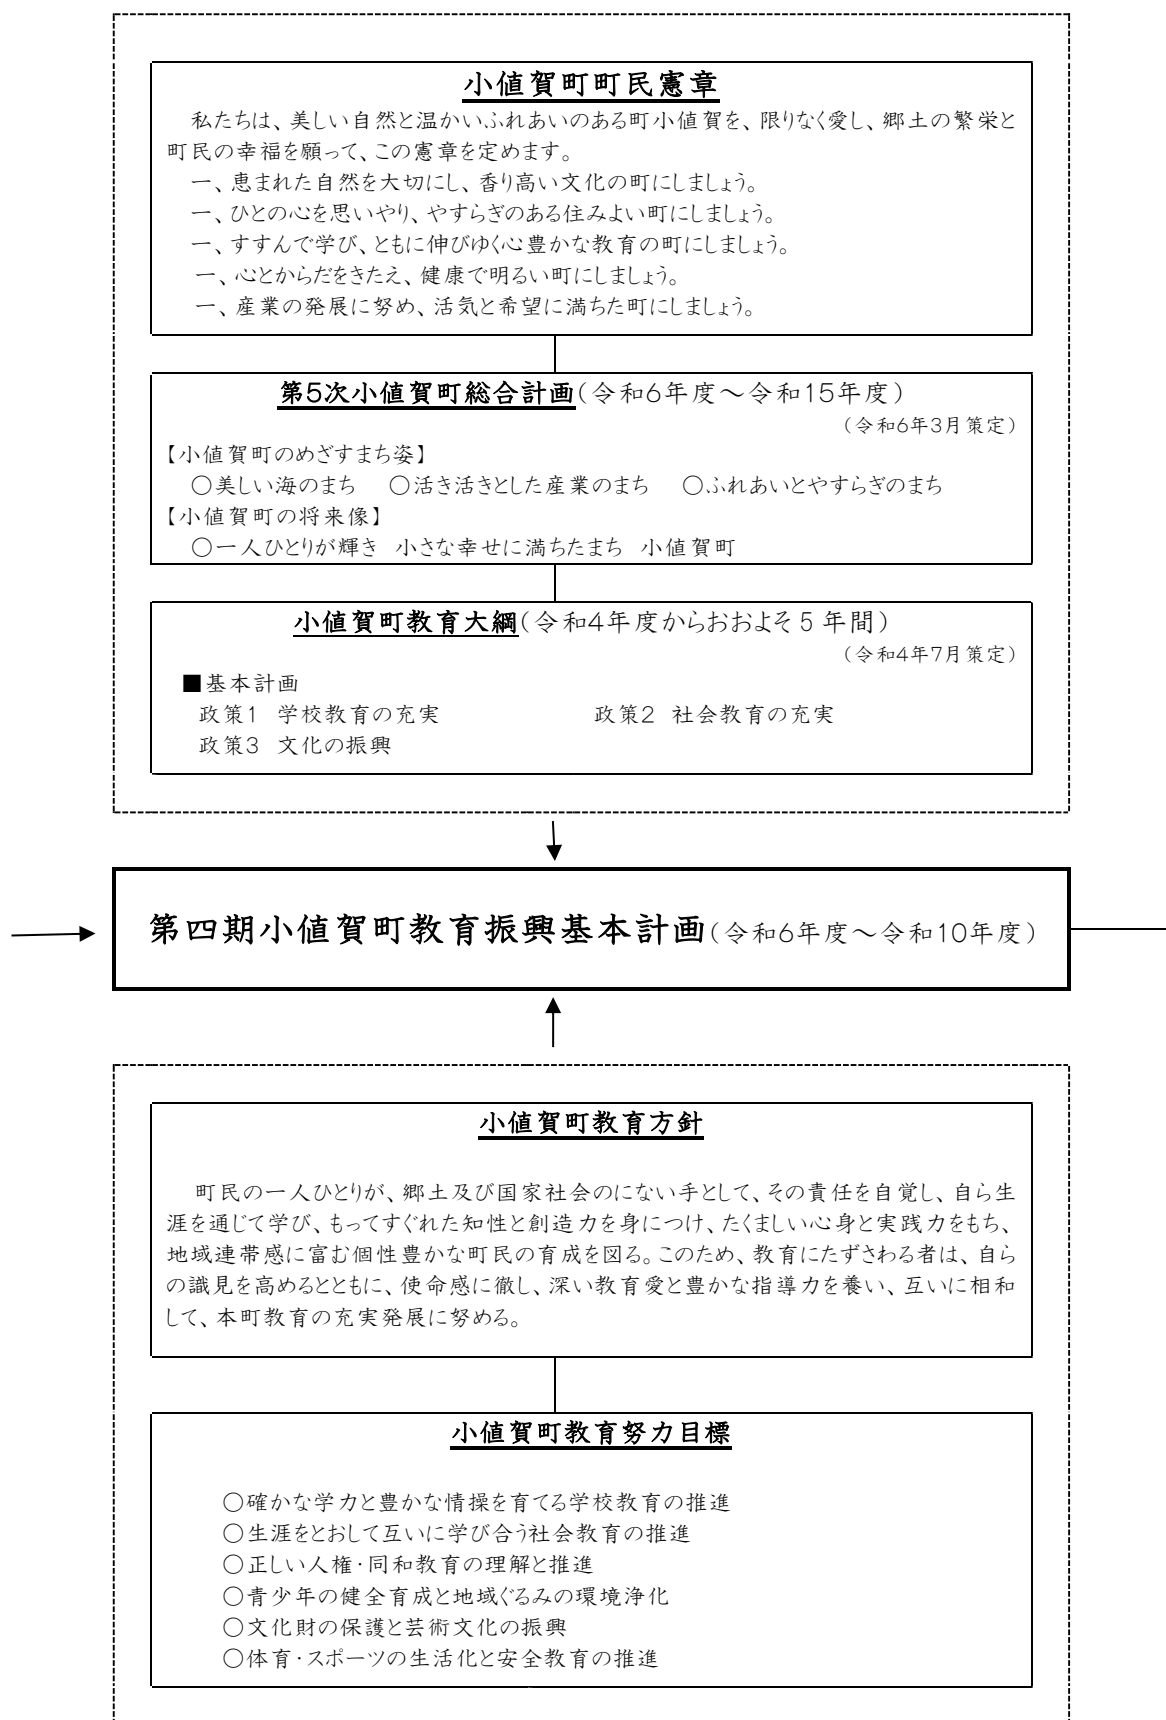 小値賀町町民憲章
私たちは、美しい自然と温かいふれあいのある町小値賀を、限りなく愛し、郷土の繁栄と
町民の幸福を願って、この憲章を定めます。
一、恵まれた自然を大切にし、香り高い文化の町にしましょう。
一、ひとの心を思いやり、やすらぎのある住みよい町にしましょう。
一、すすんで学び、ともに伸びゆく心豊かな教育の町にしましょう。
一、心とからだをきたえ、健康で明るい町にしましょう。
一、産業の発展に努め、活気と希望に満ちた町にしましょう。
第5次小値賀町総合計画(令和6年度～令和15年度)
(令和6年3月策定)
【小値賀町のめざすまち姿】
○美しい海のまち ○活き活きとした産業のまち ○ふれあいとやすらぎのまち
【小値賀町の将来像】
○一人ひとりが輝き 小さな幸せに満ちたまち 小値賀町
小値賀町教育大綱(令和4年度からおおよそ5年間)
(令和4年7月策定)
■基本計画
政策1 学校教育の充実 政策2 社会教育の充実
政策3 文化の振興
第四期小値賀町教育振興基本計画(令和6年度～令和10年度)
小値賀町教育方針
町民の一人ひとりが、郷土及び国家社会のにない手として、その責任を自覚し、自ら生
涯を通じて学び、もってすぐれた知性と創造力を身につけ、たくましい心身と実践力をもち、
地域連帯感に富む個性豊かな町民の育成を図る。このため、教育にたずさわる者は、自ら
の識見を高めるとともに、使命感に徹し、深い教育愛と豊かな指導力を養い、互いに相和
して、本町教育の充実発展に努める。
小値賀町教育努力目標
○確かな学力と豊かな情操を育てる学校教育の推進
○生涯をとおして互いに学び合う社会教育の推進
○正しい人権・同和教育の理解と推進
○青少年の健全育成と地域ぐるみの環境浄化
○文化財の保護と芸術文化の振興
○体育・スポーツの生活化と安全教育の推進